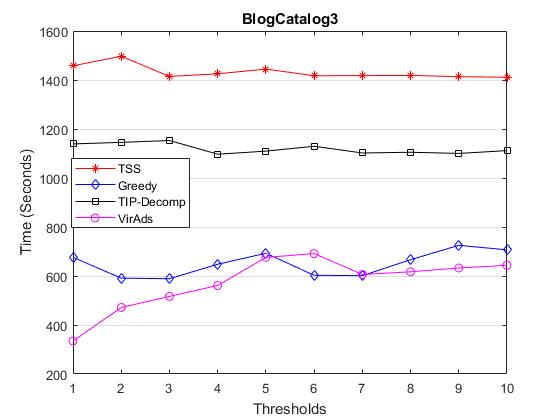 BlogCatalog3
1600
1400
1200
1000
800
600
400
200
Time (Seconds)
TSS
Greedy
TIP-Decomp
VirAds
1 2 3 4 5 6 7 8 9 10
Thresholds